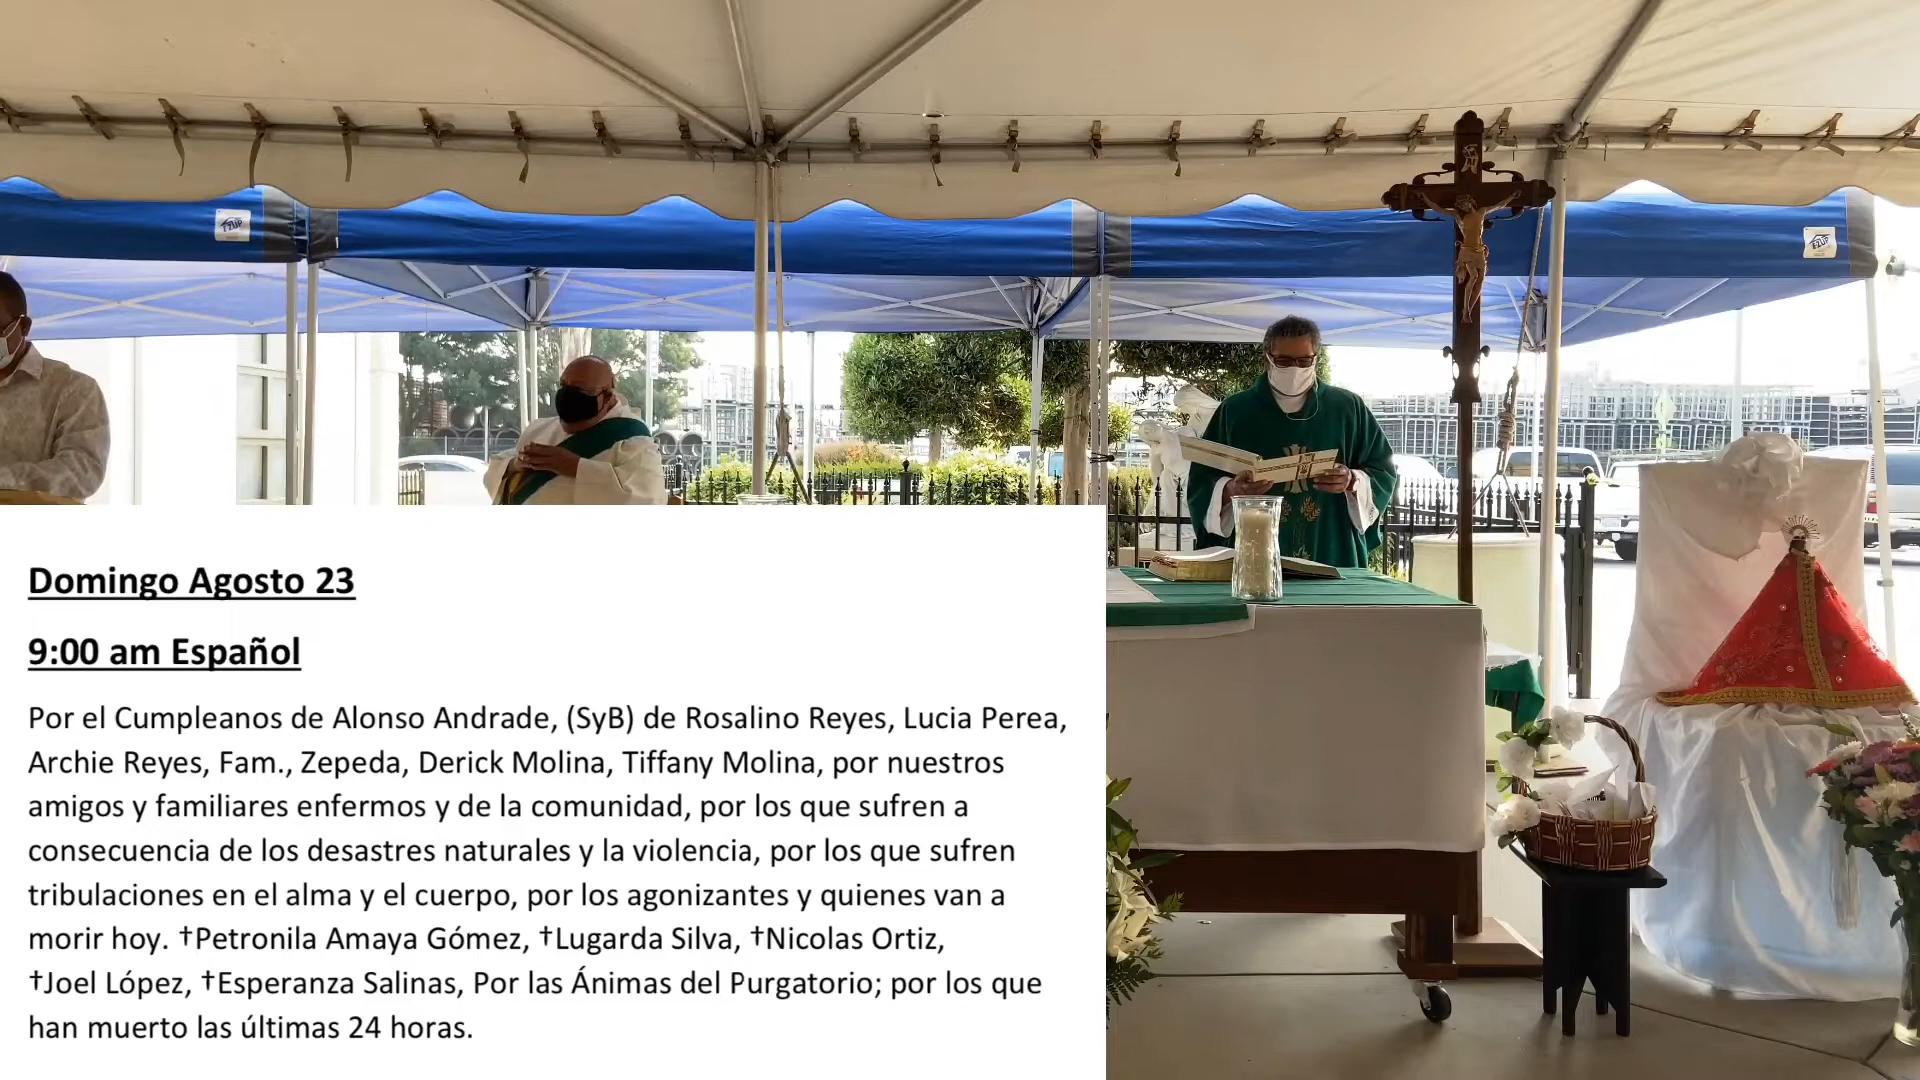 E-ZUP
E-ZUP
Domingo Agosto 23
9:00 am Español
Por el Cumpleanos de Alonso Andrade, (SyB) de Rosalino Reyes, Lucia Perea,
Archie Reyes, Fam., Zepeda, Derick Molina, Tiffany Molina, por nuestros
amigos y familiares enfermos y de la comunidad, por los que sufren a
consecuencia de los desastres naturales y la violencia, por los que sufren
tribulaciones en el alma y el cuerpo, por los agonizantes y quienes van a
morir hoy. †Petronila Amaya Gómez, †Lugarda Silva, †Nicolas Ortiz,
†Joel López, †Esperanza Salinas, Por las Ánimas del Purgatorio; por los que
han muerto las últimas 24 horas.